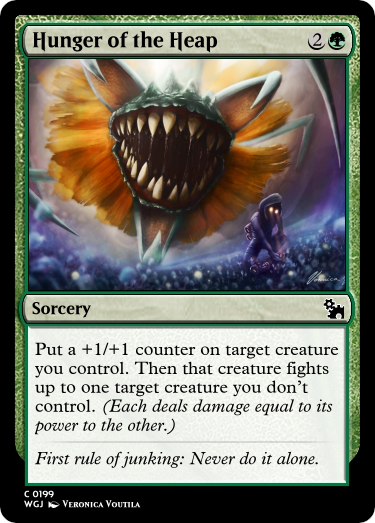 Hunger of the Heap 2
Sorcery
Put a +1/+1 counter on target creature
you control. Then that creature fights
up to one target creature you don't
control. (Each deals damage equal to its
power to the other.)
First rule of junking: Never do it alone.
C 0199
WGJ VERONICA VOUTILA